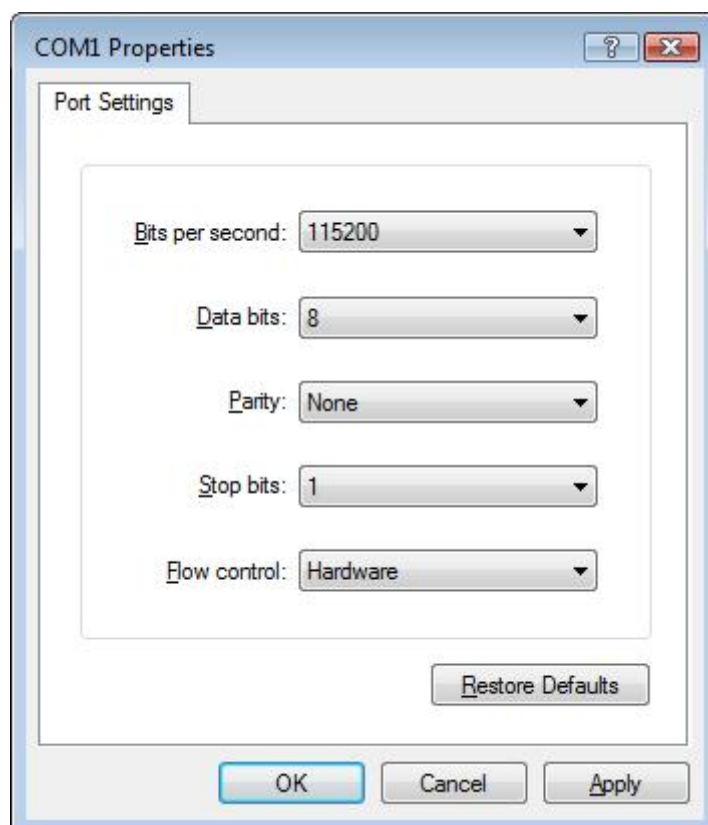 COM1 Properties
Port Settings
Bits per second: 115200
Data bits: 8
Parity: None
Stop bits: 1
Flow control: Hardware
Restore Defaults
OK Cancel Apply